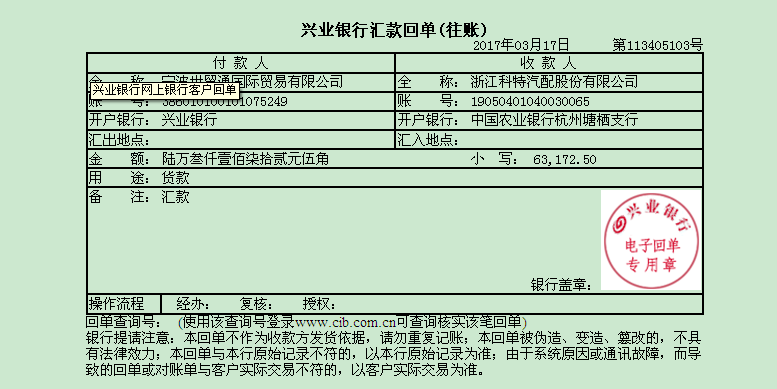 兴业银行汇款回单(往账)
2017年03月17日 第113405103号
付 款 人 收 款 人
全 称: 宁波世贸通国际贸易有限公司 全 称: 浙江科特汽配股份有限公司
兴业银行网上银行客户回单
账 号: 386010100101075249 账 号: 19050401040030065
开户银行: 兴业银行 开户银行: 中国农业银行杭州塘栖支行
汇出地点: 汇入地点:
金 额: 陆万叁仟壹佰柒拾贰元伍角 小 写: 63,172.50
用 途: 货款
备 注: 汇款
兴业银行
电子回单
专用章
银行盖章:
操作流程 经办: 复核: 授权:
回单查询号: (使用该查询号登录www.cib.com.cn可查询核实该笔回单)
银行提请注意: 本回单不作为收款方发货依据, 请勿重复记账; 本回单被伪造、变造、篡改的, 不具
有法律效力; 本回单与本行原始记录不符的, 以本行原始记录为准; 由于系统原因或通讯故障, 而导
致的回单或对账单与客户实际交易不符的, 以客户实际交易为准。